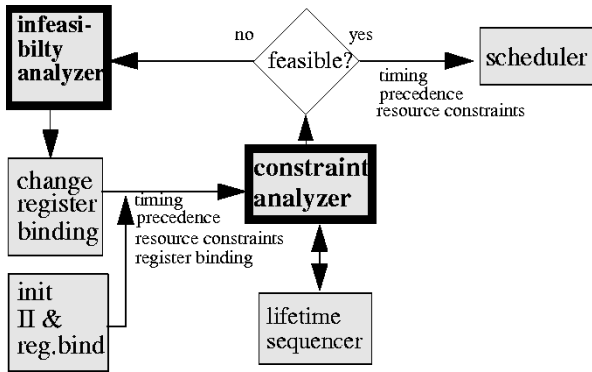 infeasi-
bilty
analyzer
no
yes
feasible?
scheduler
timing
precedence
resource constraints
change
register
binding
constraint
analyzer
timing
precedence
resource constraints
register binding
init
II &
reg.bind
lifetime
sequencer